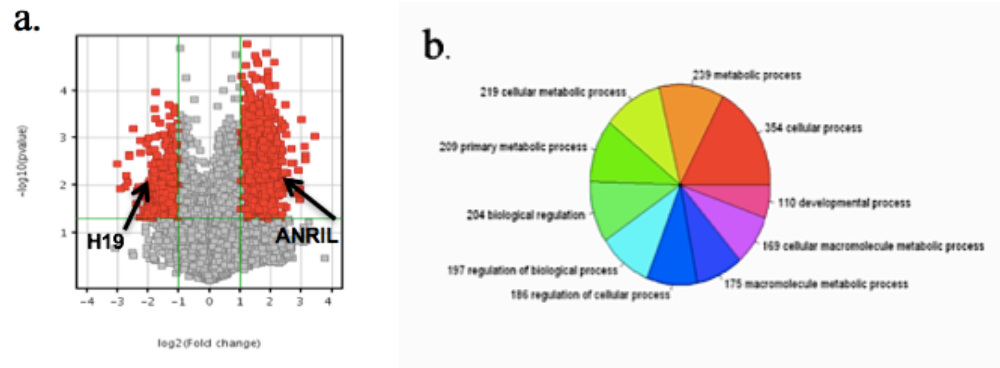 a.
-log10(pvalue)
4
3
2
1
H19
ANRIL
-4 -3 -2 -1 0 1 2 3 4
log2(Fold change)
b.
239 metabolic process
219 cellular metabolic process
354 cellular process
209 primary metabolic process
110 developmental process
204 biological regulation
169 cellular macromolecule metabolic process
197 regulation of biological process
175 macromolecule metabolic process
186 regulation of cellular process